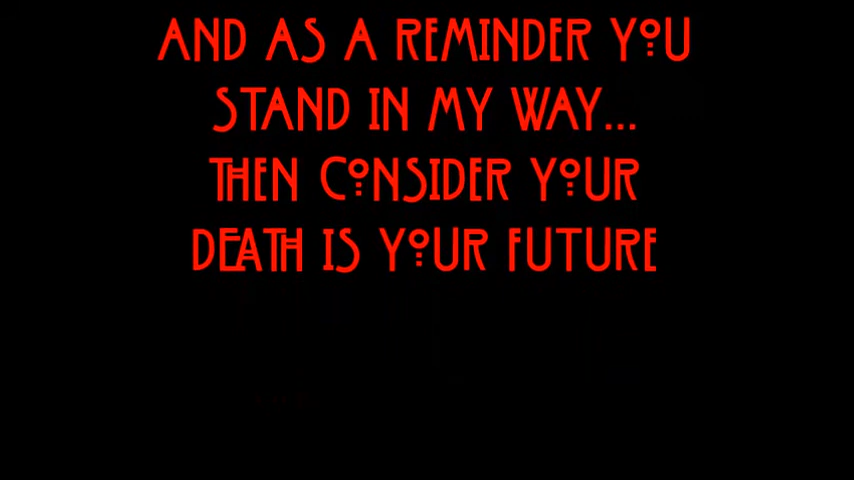 AND AS A REMINDER YOU
STAND IN MY WAY...
THEN CONSIDER YOUR
DEATH IS YOUR FUTURE